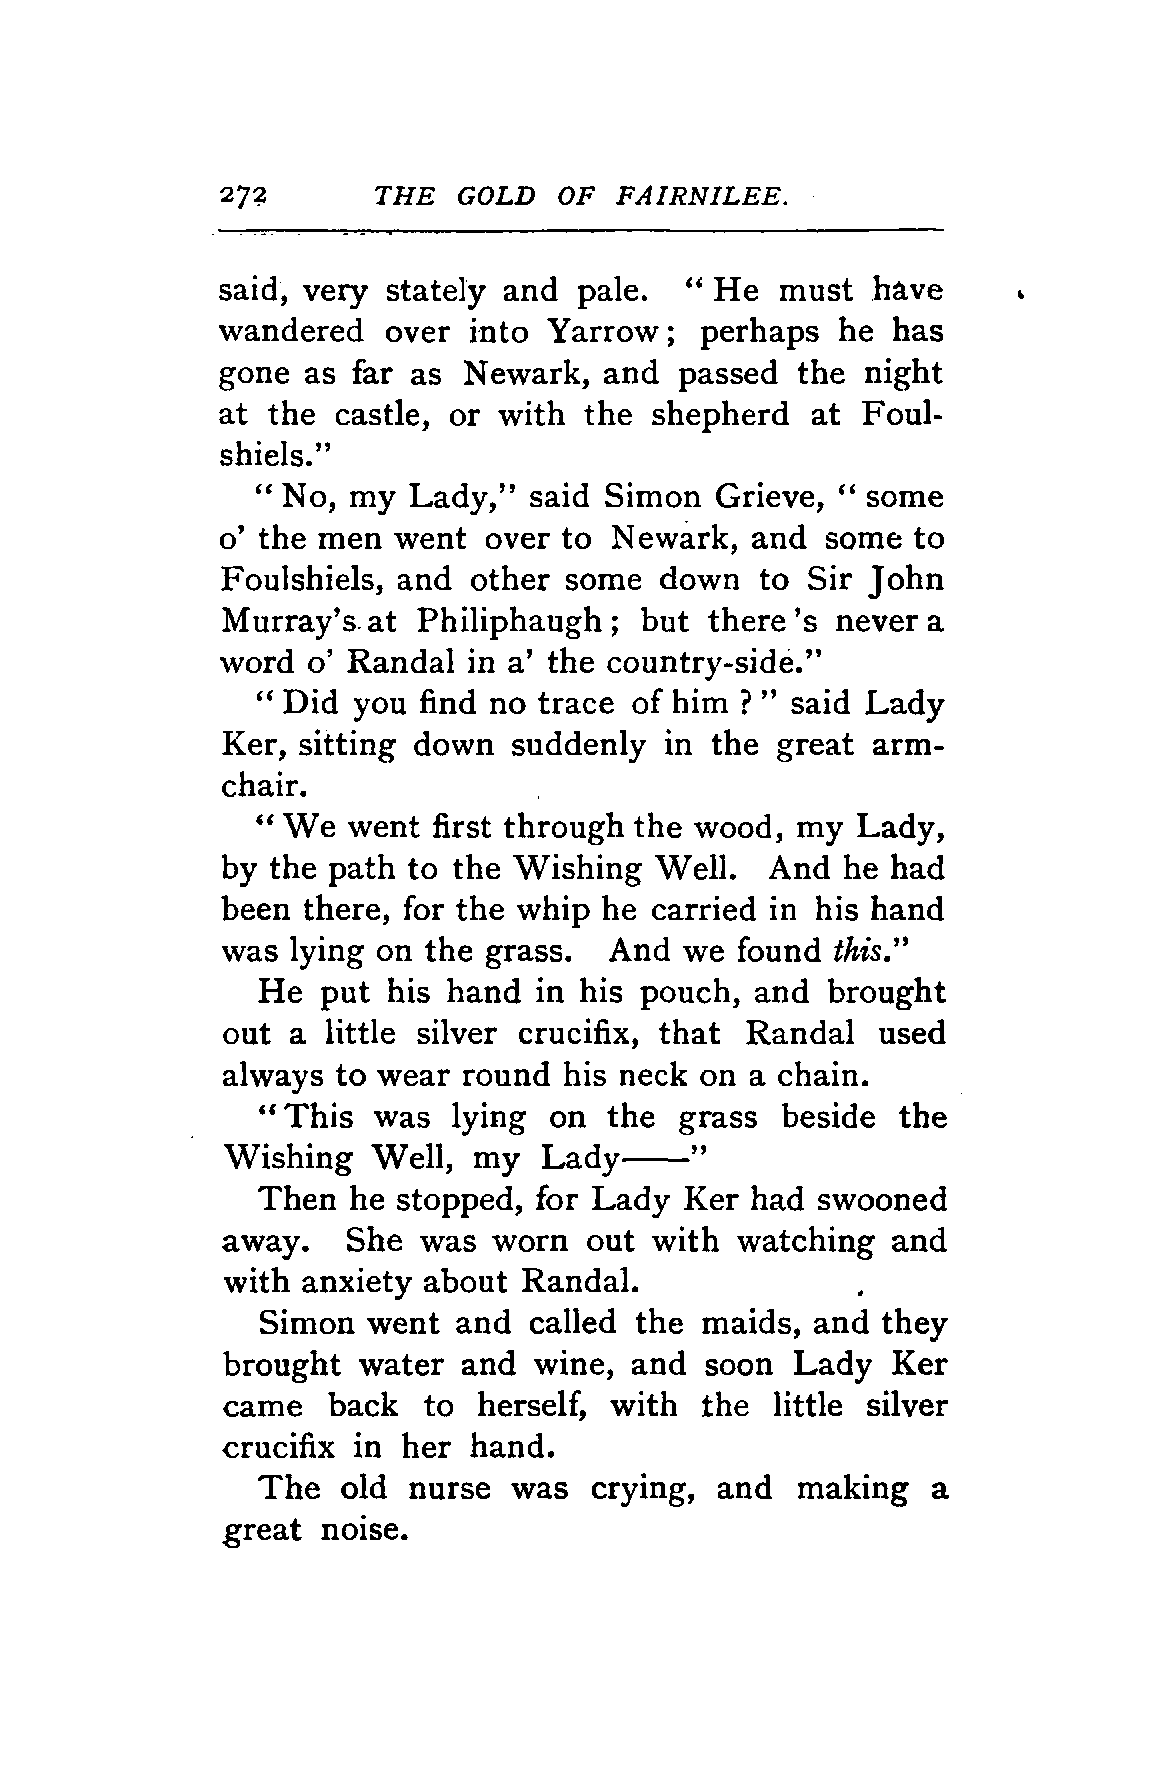 272 THE GOLD OF FAIRNILEE.
said, very stately and pale. “ He must have
wandered over into Yarrow ; perhaps he has
gone as far as Newark, and passed the night
at the castle, or with the shepherd at Foul-
shiels.”
“ No, my Lady,” said Simon Grieve, “ some
o’ the men went over to Newark, and some to
Foulshiels, and other some down to Sir John
Murray’s at Philiphaugh ; but there ’s never a
word o’ Randal in a’ the country-side.”
“ Did you find no trace of him ? ” said Lady
Ker, sitting down suddenly in the great arm-
chair.
“ We went first through the wood, my Lady,
by the path to the Wishing Well. And he had
been there, for the whip he carried in his hand
was lying on the grass. And we found this.”
He put his hand in his pouch, and brought
out a little silver crucifix, that Randal used
always to wear round his neck on a chain.
“ This was lying on the grass beside the
Wishing Well, my Lady——”
Then he stopped, for Lady Ker had swooned
away. She was worn out with watching and
with anxiety about Randal.
Simon went and called the maids, and they
brought water and wine, and soon Lady Ker
came back to herself, with the little silver
crucifix in her hand.
The old nurse was crying, and making a
great noise.